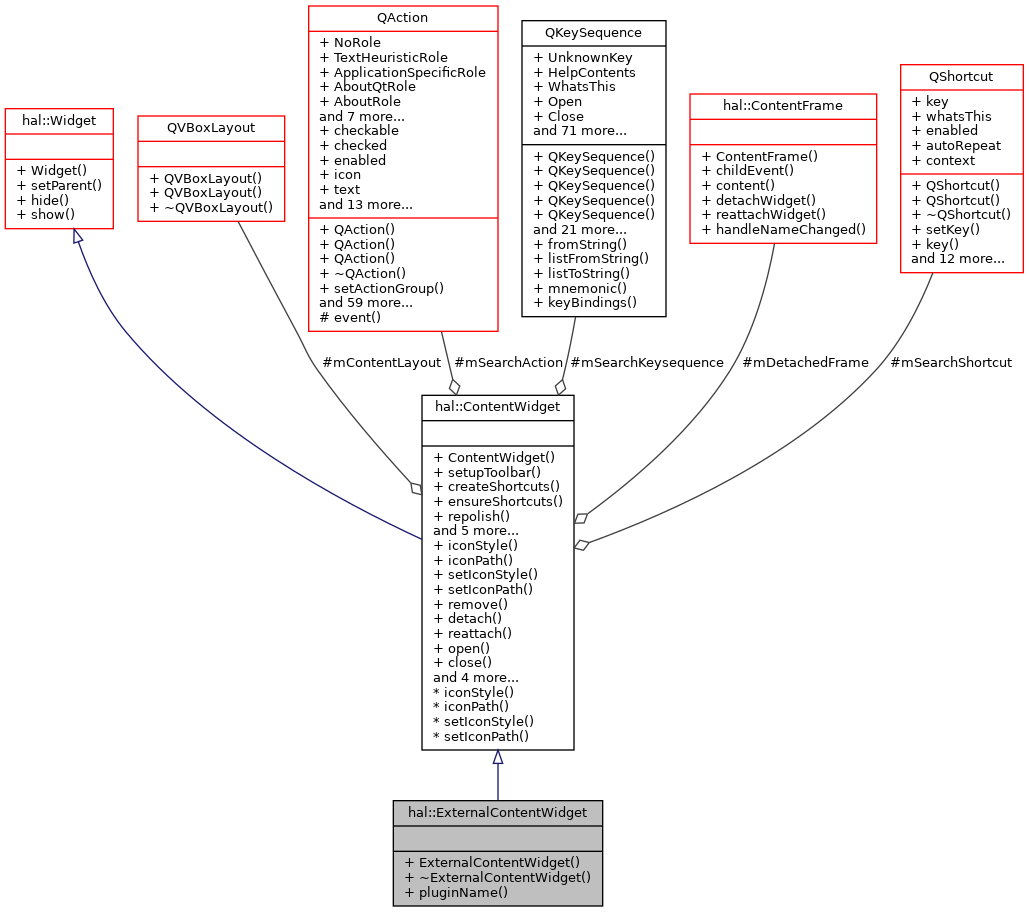 hal::Widget
+ Widget()
+ setParent()
+ hide()
+ show()
QVBoxLayout
+ QVBoxLayout()
+ QVBoxLayout()
+ ~QVBoxLayout()
QAction
+ NoRole
+ TextHeuristicRole
+ ApplicationSpecificRole
+ AboutQtRole
+ AboutRole
and 7 more...
+ checkable
+ checked
+ enabled
+ icon
+ text
and 13 more...
+ QAction()
+ QAction()
+ QAction()
+ ~QAction()
+ setActionGroup()
and 59 more...
# event()
QKeySequence
+ UnknownKey
+ HelpContents
+ WhatsThis
+ Open
+ Close
and 71 more...
+ QKeySequence()
+ QKeySequence()
+ QKeySequence()
+ QKeySequence()
+ QKeySequence()
and 21 more...
+ fromString()
+ listFromString()
+ listToString()
+ mnemonic()
+ keyBindings()
hal::ContentFrame
+ ContentFrame()
+ childEvent()
+ content()
+ detachWidget()
+ reattachWidget()
+ handleNameChanged()
QShortcut
+ key
+ whatsThis
+ enabled
+ autoRepeat
+ context
+ QShortcut()
+ QShortcut()
+ ~QShortcut()
+ setKey()
+ key()
and 12 more...
#mContentLayout
#mSearchAction
#mSearchKeysequence
#mDetachedFrame
#mSearchShortcut
hal::ContentWidget
+ ContentWidget()
+ setupToolbar()
+ createShortcuts()
+ ensureShortcuts()
+ repolish()
and 5 more...
+ iconStyle()
+ iconPath()
+ setIconStyle()
+ setIconPath()
+ remove()
+ detach()
+ reattach()
+ open()
+ close()
and 4 more...
* iconStyle()
* iconPath()
* setIconStyle()
* setIconPath()
hal::ExternalContentWidget
+ ExternalContentWidget()
+ ~ExternalContentWidget()
+ pluginName()